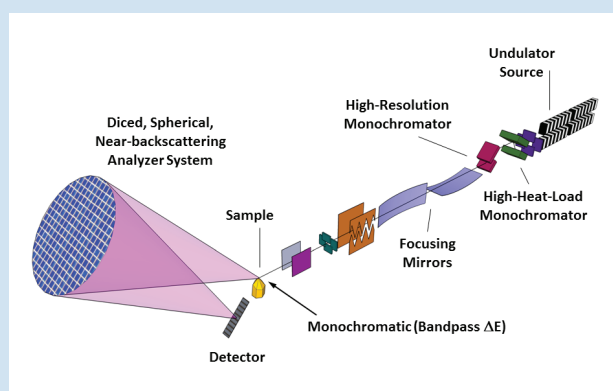 Undulator
Source
High-Resolution
Monochromator
Diced, Spherical,
Near-backscattering
Analyzer System
High-Heat-Load
Monochromator
Sample
Focusing
Mirrors
Monochromatic (Bandpass ΔE)
Detector